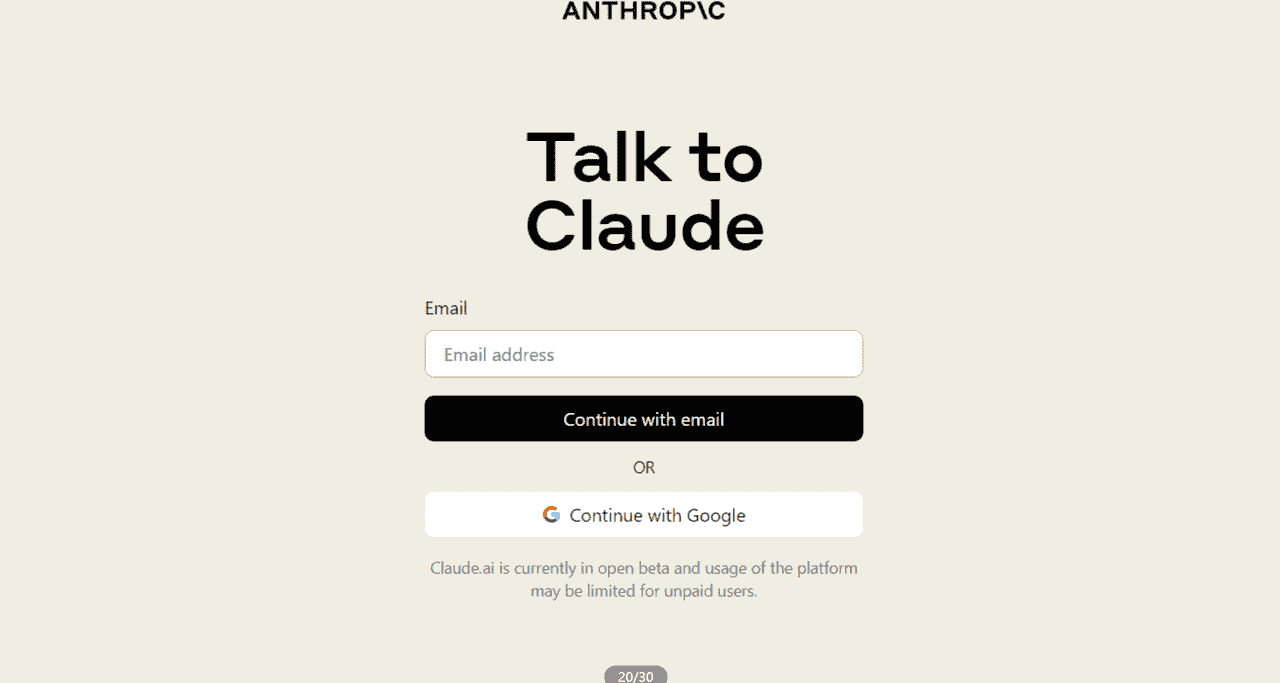 ANTHROP\C
Talk to
Claude
Email
Email address
Continue with email
OR
Continue with Google
Claude.ai is currently in open beta and usage of the platform
may be limited for unpaid users.
20/30